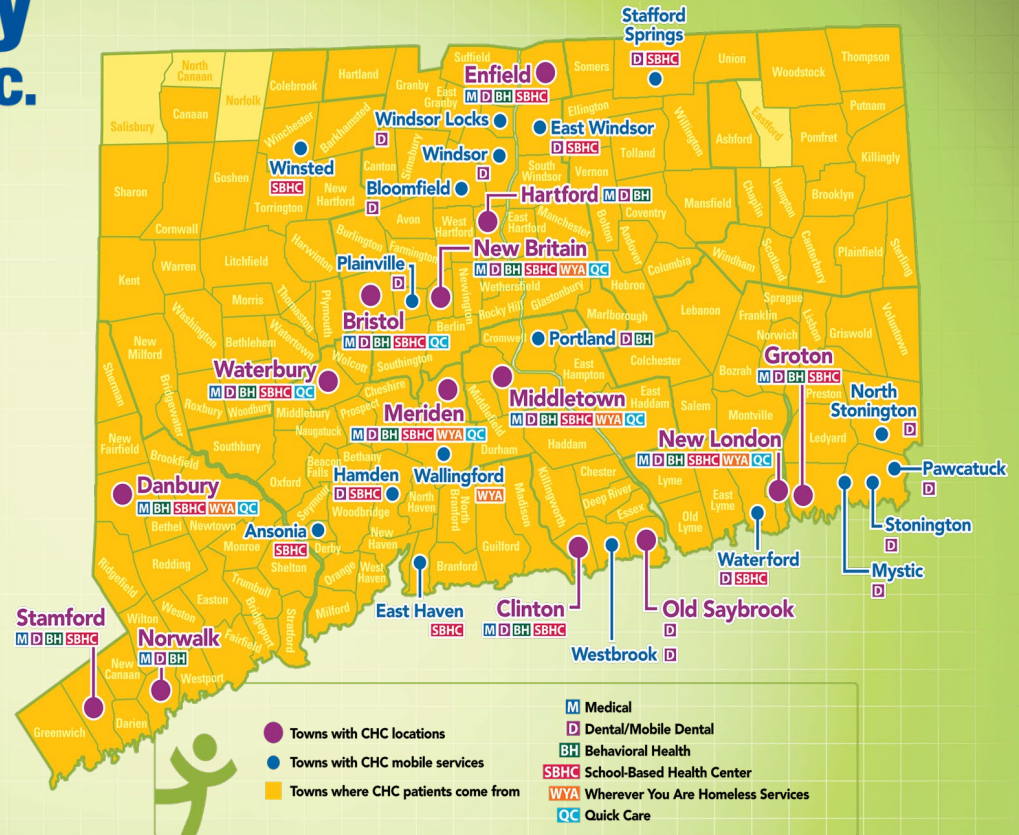 y
c.
Stafford
Springs
D SBHC
Suffield
Enfield
M D BH SBHC
Somers
Union
Woodstock
Thompson
North
Canaan
Canaan
Norfolk
Colebrook
Hartland
Granby
East
Granby
Salisbury
Winchester
Barkhamsted
Windsor Locks
D
Simsbury
Ellington
East Windsor
D SBHC
Tolland
Willington
Ashford
Eastford
Pomfret
Putnam
Killingly
Winsted
SBHC
Windsor
D
Canton
South
Windsor
Vernon
Sharon
Goshen
Torrington
New
Hartford
Bloomfield
D
Hartford M D BH
Coventry
Mansfield
Chaplin
Hampton
Brooklyn
Cornwall
Avon
West
Hartford
East
Hartford
Manchester
Bolton
Andover
Kent
Warren
Litchfield
Harwinton
Burlington
Farmington
New Britain
M D BH SBHC WYA QC
Columbia
Windham
Scotland
Canterbury
Plainfield
Sterling
Plainville
D
Newington
Wethersfield
Rocky Hill
Glastonbury
Hebron
Marlborough
Lebanon
Franklin
Sprague
Lisbon
Norwich
Griswold
Voluntown
Washington
Morris
Bethlehem
Thomaston
Watertown
Plymouth
Bristol
M D BH SBHC QC
Berlin
Cromwell
Portland D BH
New
Milford
Sherman
Bridgewater
Roxbury
Woodbury
Waterbury
M D BH SBHC QC
Wolcott
Southington
Middlebury
Cheshire
Prospect
Meriden
M D BH SBHC WYA QC
Middlefield
Middletown
M D BH SBHC WYA QC
East
Hampton
Colchester
East
Haddam
Salem
Bozrah
Montville
Groton
M D BH SBHC
Preston
Ledyard
North
Stonington
D
New
Fairfield
Brookfield
Southbury
Naugatuck
Beacon
Falls
Bethany
Oxford
Seymour
Woodbridge
Hamden
D SBHC
Wallingford
WYA
Durham
Haddam
Killingworth
Chester
Deep River
Essex
New London
M D BH SBHC WYA QC
Lyme
East
Lyme
Old
Lyme
Pawcatuck
D
Stonington
D
Mystic
D
Waterford
D SBHC
Danbury
M BH SBHC WYA QC
Bethel
Newtown
Monroe
Ansonia
SBHC
Derby
Shelton
North
Haven
North
Branford
Madison
Guilford
New
Haven
West
Haven
Branford
Orange
Milford
Ridgefield
Redding
Easton
Trumbull
Bridgeport
Stratford
Fairfield
Weston
Wilton
Westport
East Haven
SBHC
Clinton
M D BH SBHC
Old Saybrook
D
Westbrook D
Stamford
M D BH SBHC
Norwalk
M D BH
New
Canaan
Darien
Greenwich
Towns with CHC locations
Towns with CHC mobile services
Towns where CHC patients come from
M Medical
D Dental/Mobile Dental
BH Behavioral Health
SBHC School-Based Health Center
WYA Wherever You Are Homeless Services
QC Quick Care